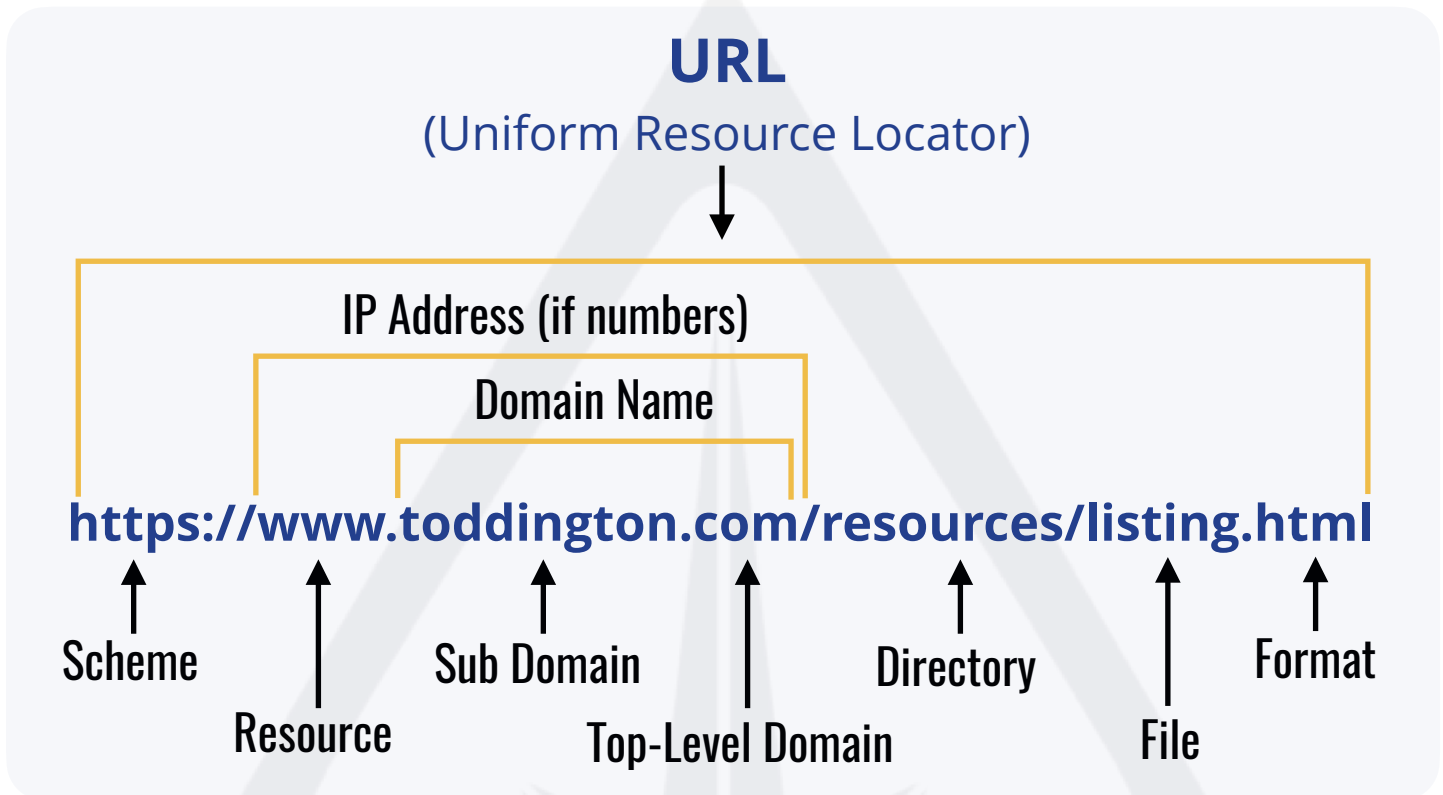 URL
(Uniform Resource Locator)
IP Address (if numbers)
Domain Name
https://www.toddington.com/resources/listing.html
Scheme
Sub Domain
Directory
Format
Resource
Top-Level Domain
File